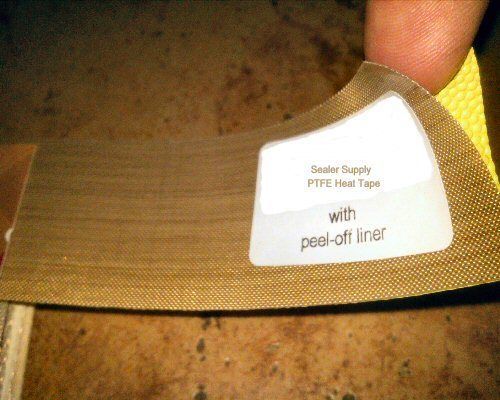 Sealer Supply
PTFE Heat Tape
with
peel-off liner